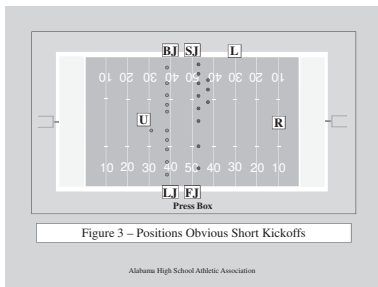 BJ SJ L
10 20 30 40 50 40 30 20 10
U R
10 20 30 40 50 40 30 20 10
LJ FJ
Press Box
Figure 3 – Positions Obvious Short Kickoffs
Alabama High School Athletic Association